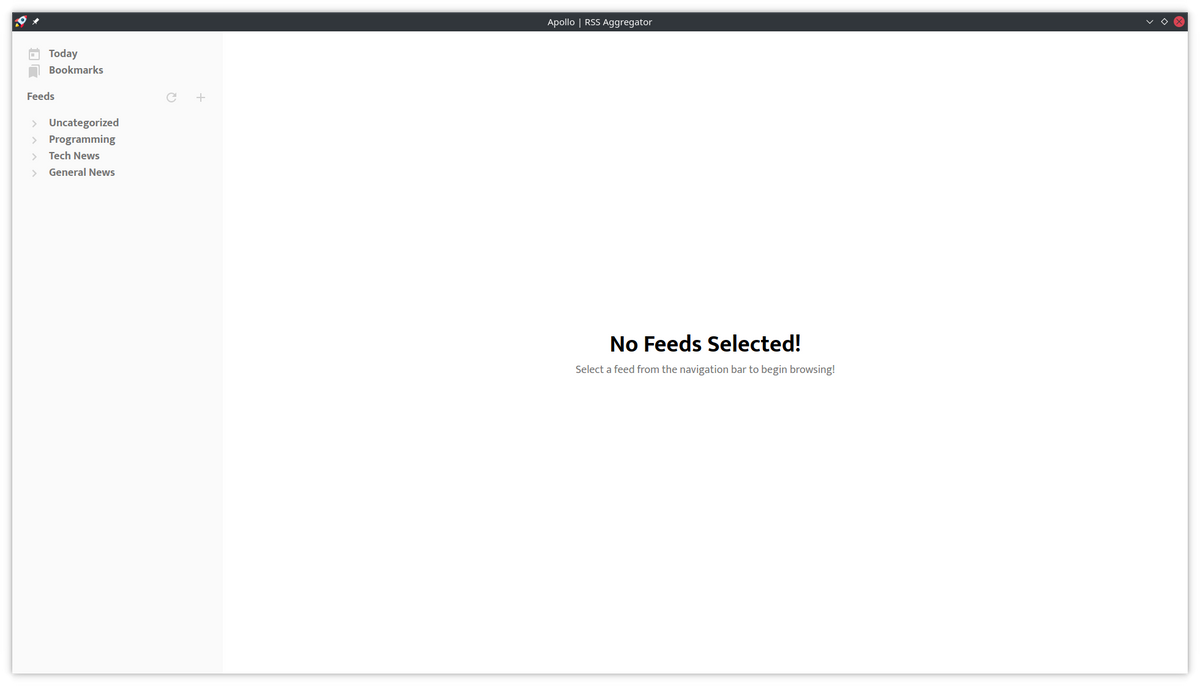 Apollo | RSS Aggregator
Today
Bookmarks
Feeds
Uncategorized
Programming
Tech News
General News
No Feeds Selected!
Select a feed from the navigation bar to begin browsing!